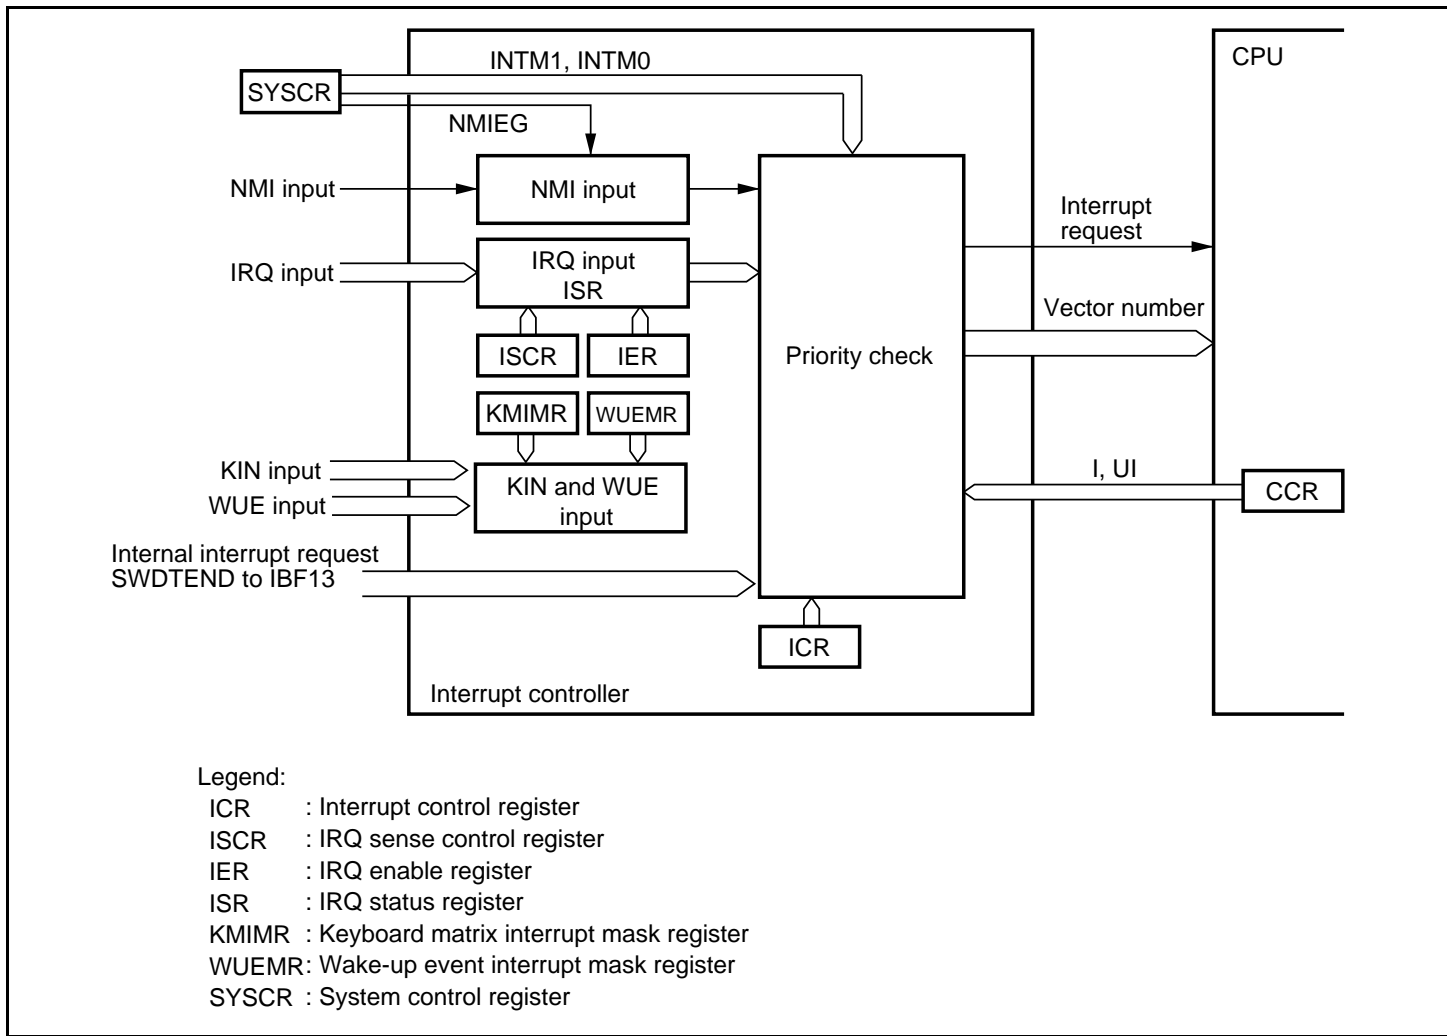 INTM1, INTM0
CPU
SYSCR
NMIEG
NMI input
NMI input
Interrupt
request
IRQ input
IRQ input
ISR
Vector number
ISCR
IER
Priority check
KMIMR
WUEMR
KIN input
WUE input
KIN and WUE
input
I, UI
CCR
Internal interrupt request
SWDTEND to IBF13
ICR
Interrupt controller
Legend:
ICR : Interrupt control register
ISCR : IRQ sense control register
IER : IRQ enable register
ISR : IRQ status register
KMIMR : Keyboard matrix interrupt mask register
WUEMR : Wake-up event interrupt mask register
SYSCR : System control register